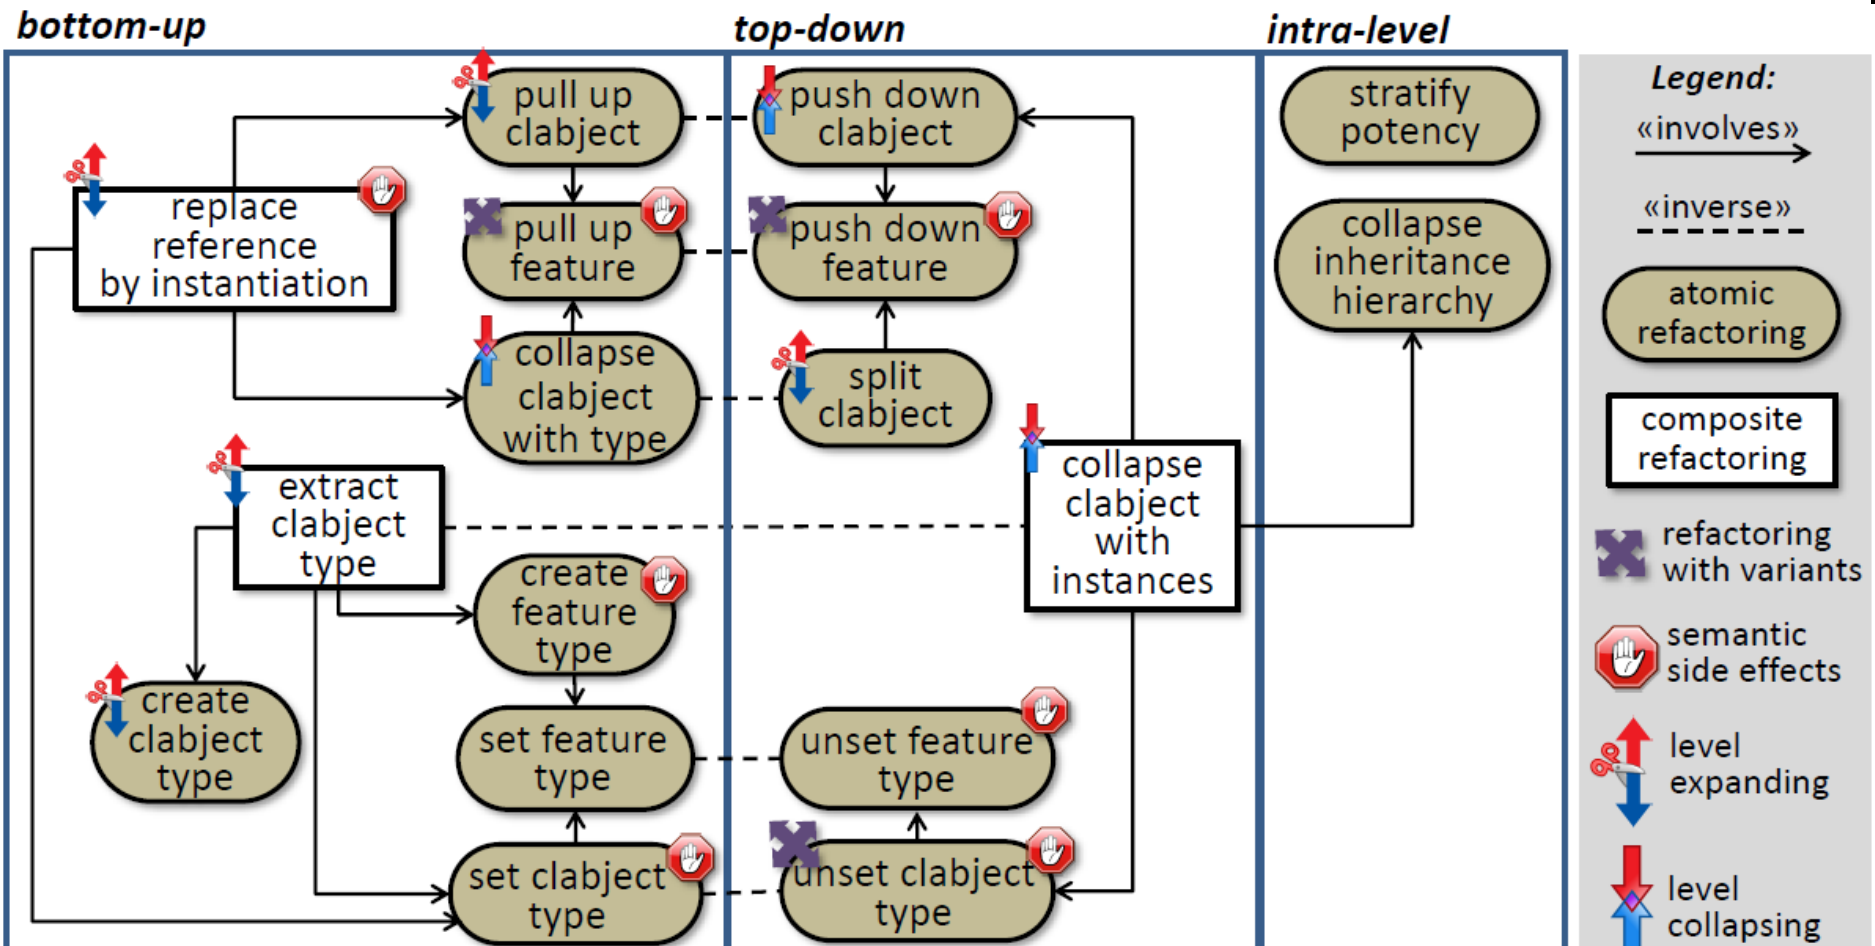 bottom-up
top-down
intra-level
pull up
clabject
push down
clabject
stratify
potency
replace
reference
by instantiation
pull up
feature
push down
feature
collapse
inheritance
hierarchy
collapse
clabject
with type
split
clabject
extract
clabject
type
collapse
clabject
with
instances
create
feature
type
create
clabject
type
set feature
type
unset feature
type
set clabject
type
unset clabject
type
Legend:
«involves»
«inverse»
atomic
refactoring
composite
refactoring
refactoring
with variants
semantic
side effects
level
expanding
level
collapsing